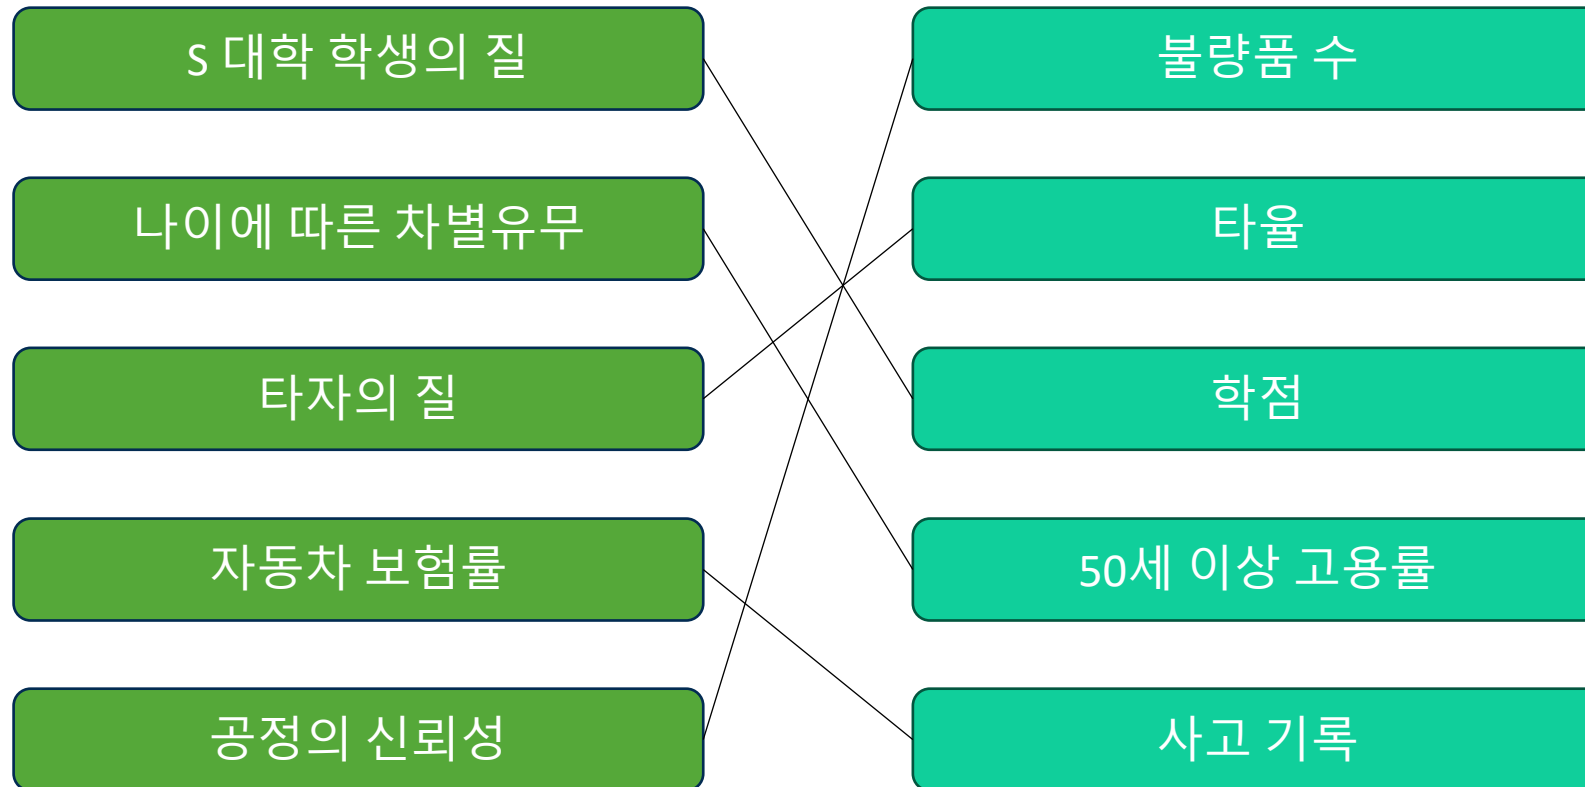 s 대학 학생의 질
불량품 수
나이에 따른 차별유무
타율
타자의 질
학점
자동차 보험률
50세 이상 고용률
공정의 신뢰성
사고 기록